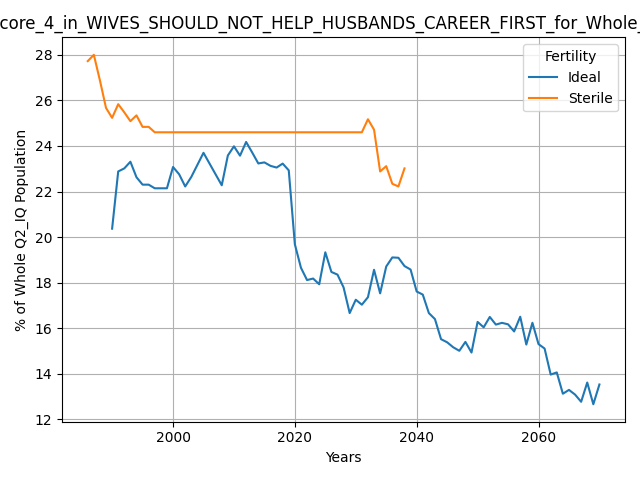 core_4_in_WIVES_SHOULD_NOT_HELP_HUSBANDS_CAREER_FIRST_for_Whole_
Fertility
Ideal
Sterile
% of Whole Q2_IQ Population
28
26
24
22
20
18
16
14
12
2000
2020
2040
2060
Years